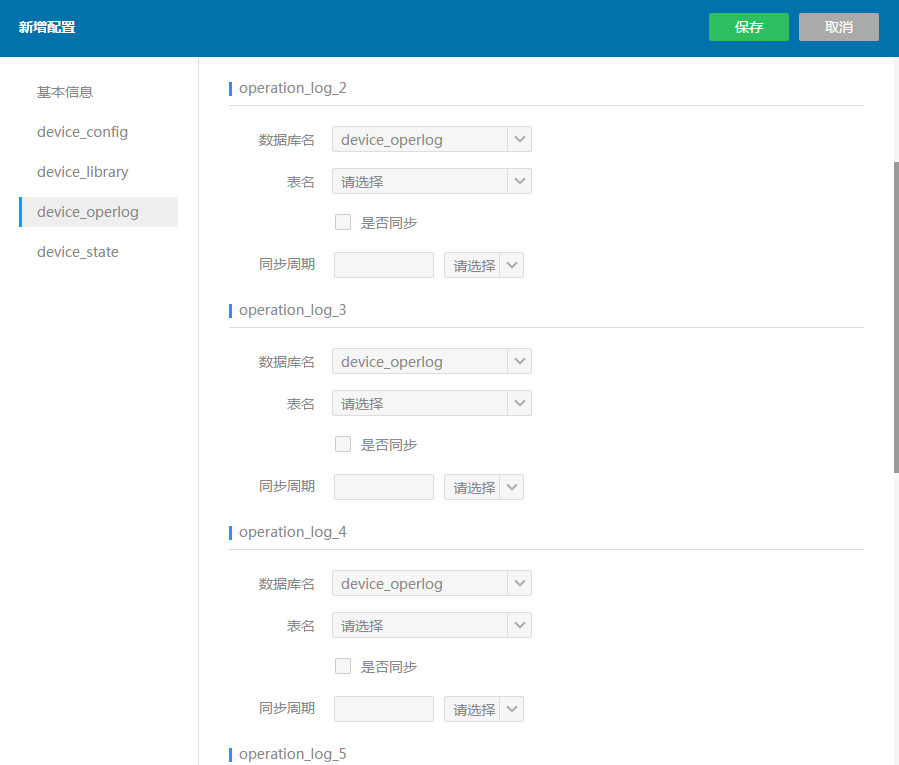 新增配置
保存
取消
基本信息
device_config
device_library
device_operlog
device_state
operation_log_2
数据库名
device_operlog
表名
请选择
是否同步
同步周期
请选择
operation_log_3
数据库名
device_operlog
表名
请选择
是否同步
同步周期
请选择
operation_log_4
数据库名
device_operlog
表名
请选择
是否同步
同步周期
请选择
operation_log_5